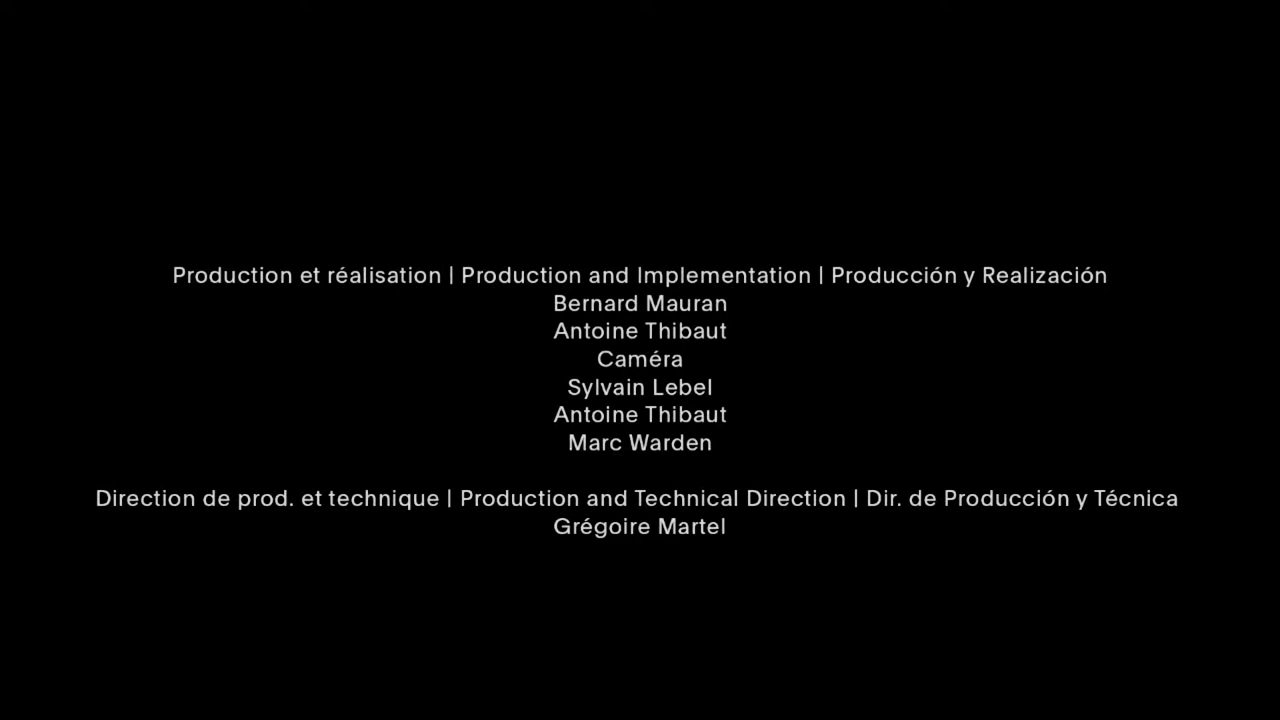 Production et réalisation | Production and Implementation | Producción y Realización
Bernard Mauran
Antoine Thibaut
Caméra
Sylvain Lebel
Antoine Thibaut
Marc Warden
Direction de prod. et technique | Production and Technical Direction | Dir. de Producción y Técnica
Grégoire Martel